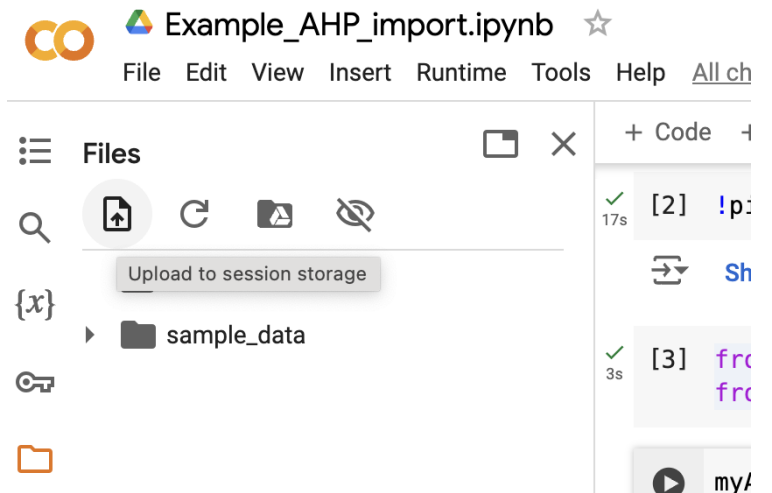 Example_AHP_import.ipynb
File Edit View Insert Runtime Tools Help All ch
Files
+ Code +
[2] !pi
17s
Upload to session storage
Sh
{x}
sample_data
[3] fro
fro
3s
myA